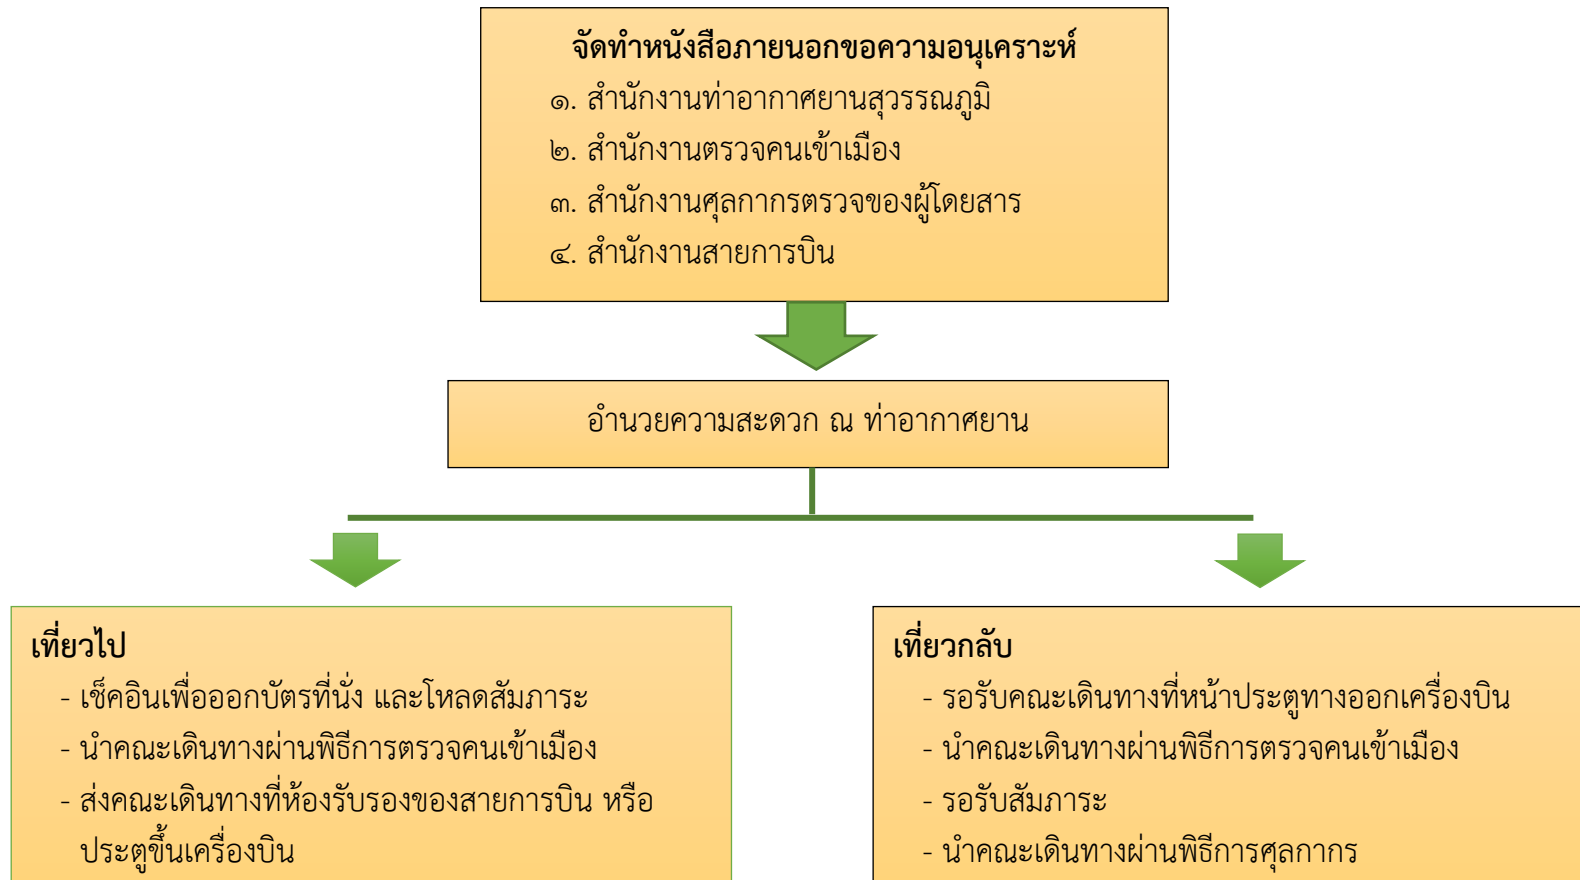 จัดทำหนังสือภายนอกขอความอนุเคราะห์
๑. สำนักงานท่าอากาศยานสุวรรณภูมิ
๒. สำนักงานตรวจคนเข้าเมือง
๓. สำนักงานศุลกากรตรวจของผู้โดยสาร
๔. สำนักงานสายการบิน
อำนวยความสะดวก ณ ท่าอากาศยาน
เที่ยวไป
- เช็คอินเพื่อออกบัตรที่นั่ง และโหลดสัมภาระ
- นำคณะเดินทางผ่านพิธีการตรวจคนเข้าเมือง
- ส่งคณะเดินทางที่ห้องรับรองของสายการบิน หรือ
ประตูขึ้นเครื่องบิน
เที่ยวกลับ
- รอรับคณะเดินทางที่หน้าประตูทางออกเครื่องบิน
- นำคณะเดินทางผ่านพิธีการตรวจคนเข้าเมือง
- รอรับสัมภาระ
- นำคณะเดินทางผ่านพิธีการศุลกากร